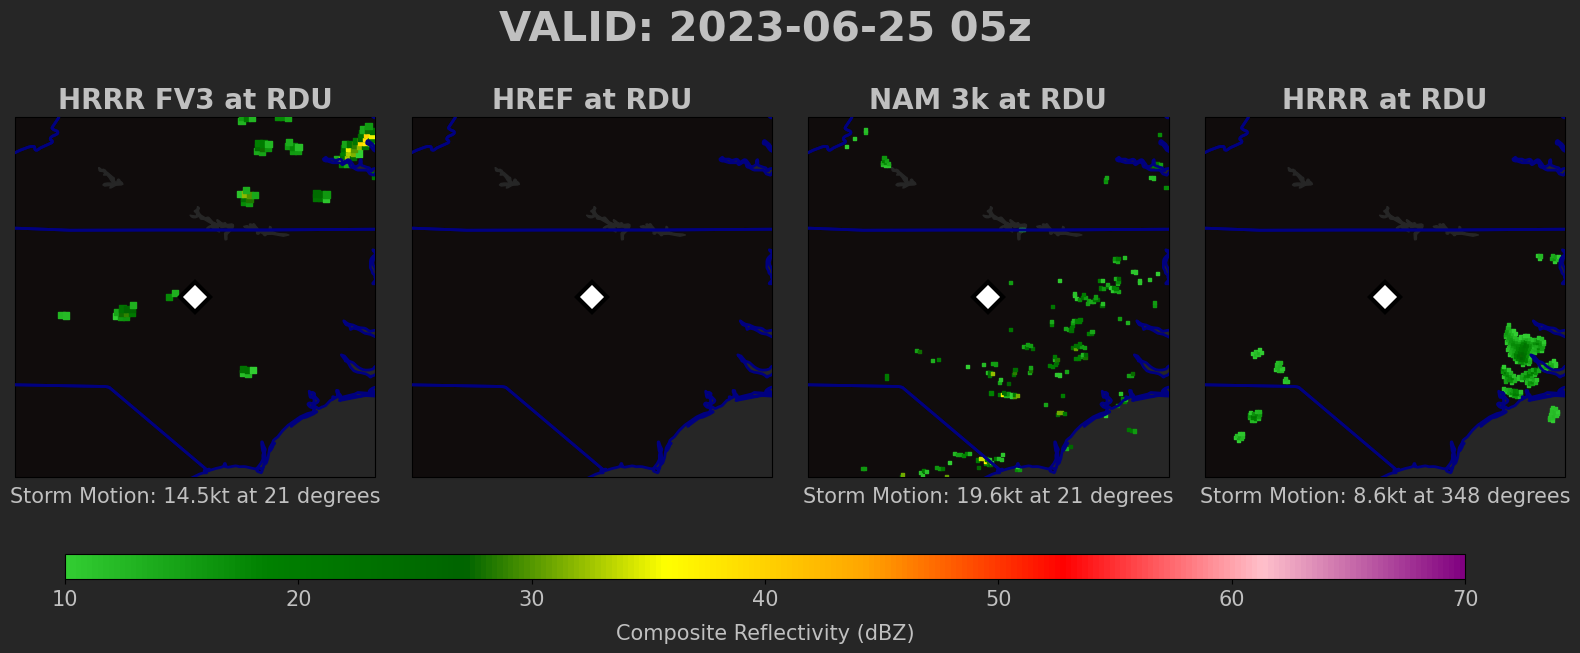 VALID: 2023-06-25 05z
HRRR FV3 at RDU
HREF at RDU
NAM 3k at RDU
HRRR at RDU
Storm Motion: 14.5kt at 21 degrees
Storm Motion: 19.6kt at 21 degrees
Storm Motion: 8.6kt at 348 degrees
10 20 30 40 50 60 70
Composite Reflectivity (dBZ)